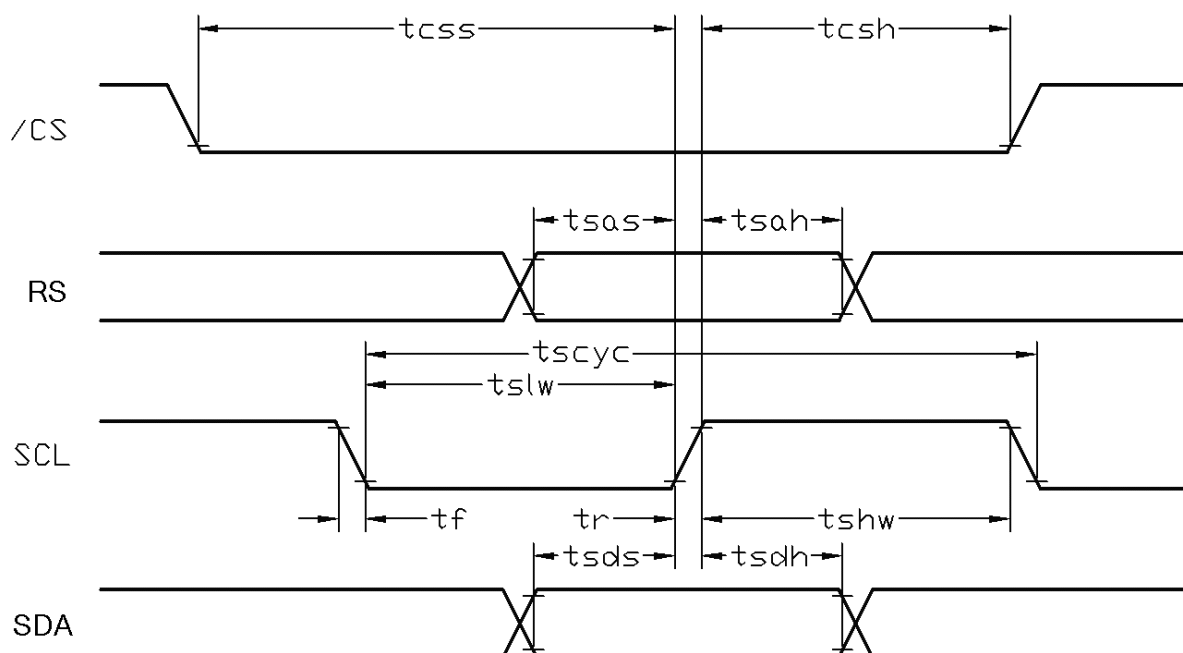 tcss tcsh
/CS
tsas tsah
RS
tscyc
tslw
SCL
tf tr tshw
tsds tsdh
SDA